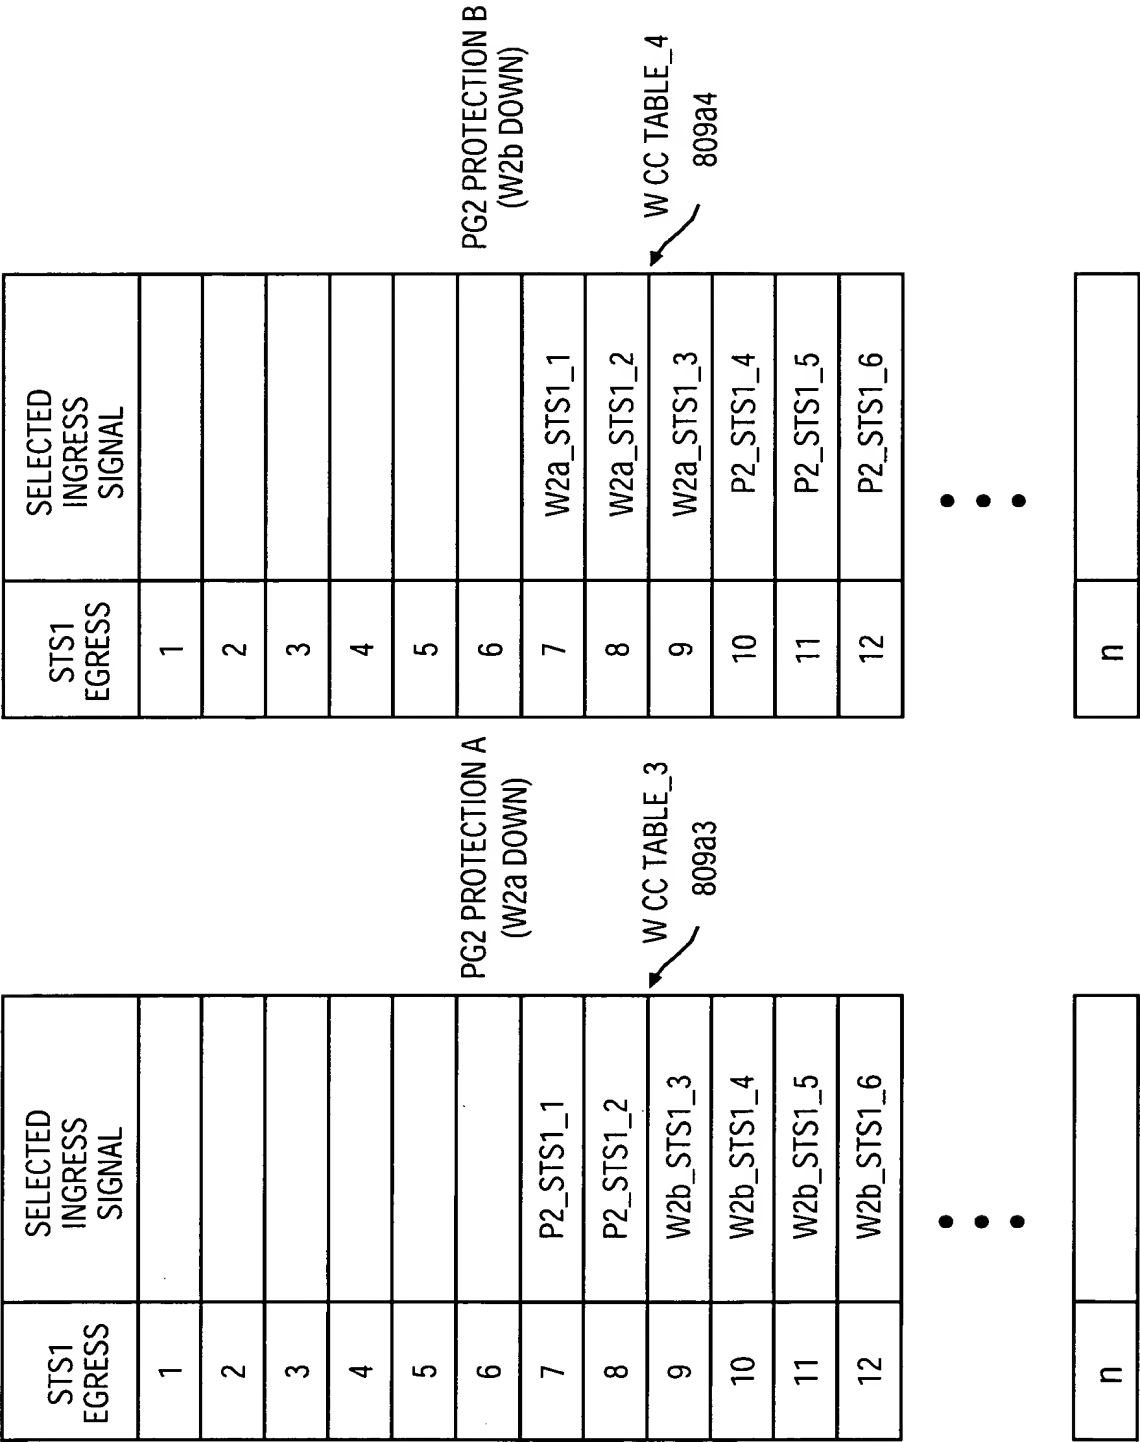 STS1 EGRESS SELECTED INGRESS SIGNAL
1
2
3
4
5
6
7 P2_STS1_1
8 P2_STS1_2
9 W2b_STS1_3
10 W2b_STS1_4
11 W2b_STS1_5
12 W2b_STS1_6
n
PG2 PROTECTION A
(W2a DOWN)
W CC TABLE_3
809a3
STS1 EGRESS SELECTED INGRESS SIGNAL
1
2
3
4
5
6
7 W2a_STS1_1
8 W2a_STS1_2
9 W2a_STS1_3
10 P2_STS1_4
11 P2_STS1_5
12 P2_STS1_6
n
PG2 PROTECTION B
(W2b DOWN)
W CC TABLE_4
809a4